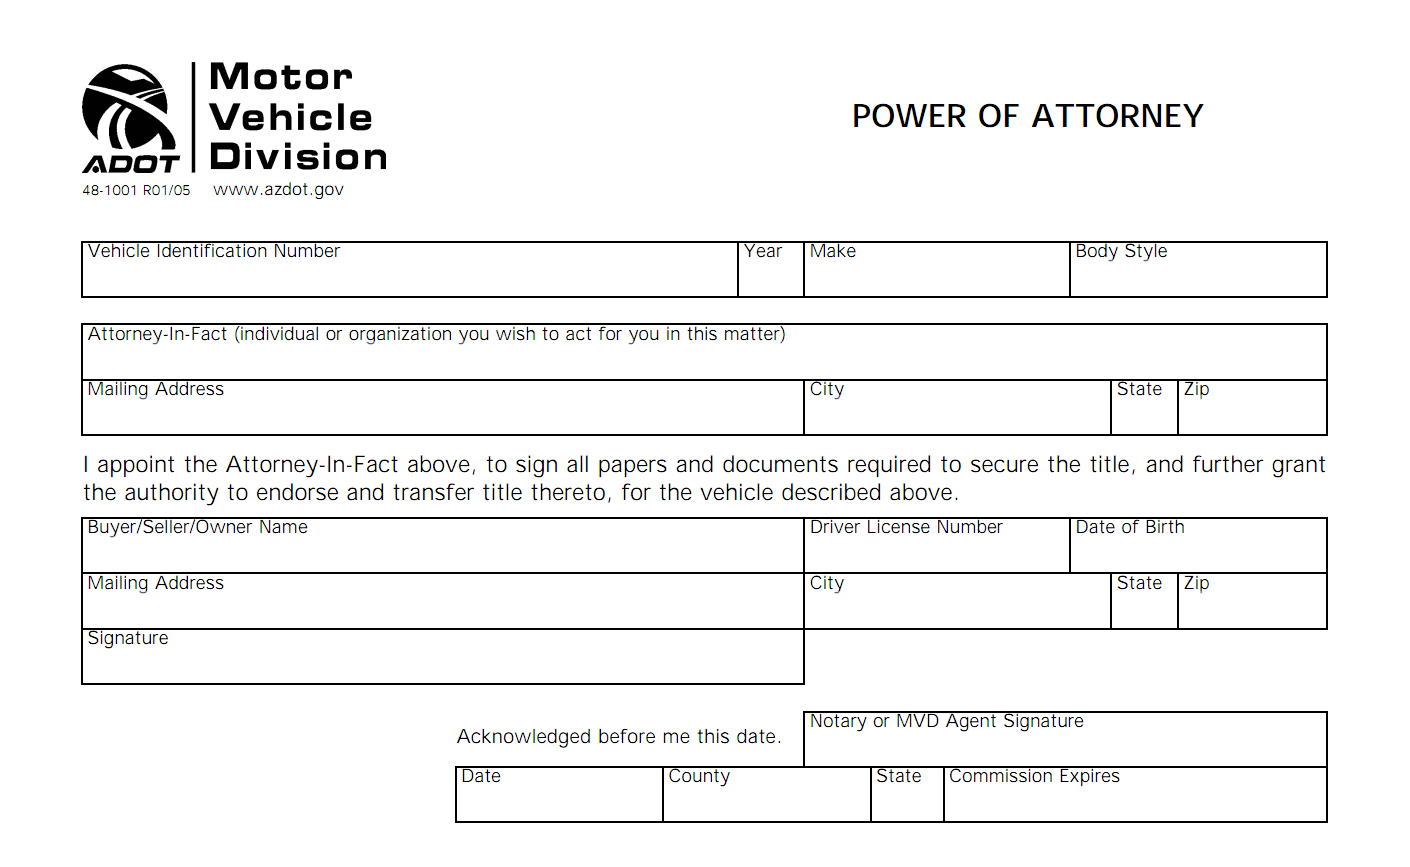 Motor
Vehicle
Division
ADOT
POWER OF ATTORNEY
48-1001 R01/05 www.azdot.gov
Vehicle Identification Number Year Make Body Style
Attorney-In-Fact (individual or organization you wish to act for you in this matter)
Mailing Address City State Zip
I appoint the Attorney-In-Fact above, to sign all papers and documents required to secure the title, and further grant
the authority to endorse and transfer title thereto, for the vehicle described above.
Buyer/Seller/Owner Name Driver License Number Date of Birth
Mailing Address City State Zip
Signature
Notary or MVD Agent Signature
Acknowledged before me this date.
Date County State Commission Expires